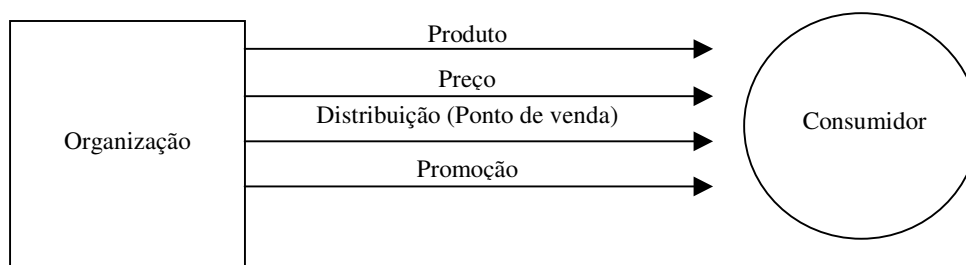 Produto
Preço
Distribuição (Ponto de venda)
Organização
Consumidor
Promoção